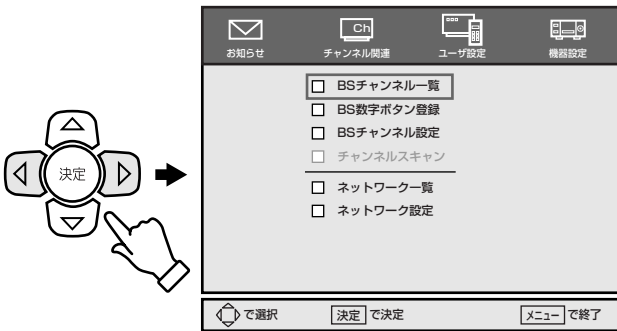 お知らせ
Ch
チャンネル関連
ユーザ設定
機器設定
BSチャンネル一覧
BS数字ボタン登録
BSチャンネル設定
チャンネルスキャン
ネットワーク一覧
ネットワーク設定
決定
で選択 決定 で決定 メニュー で終了